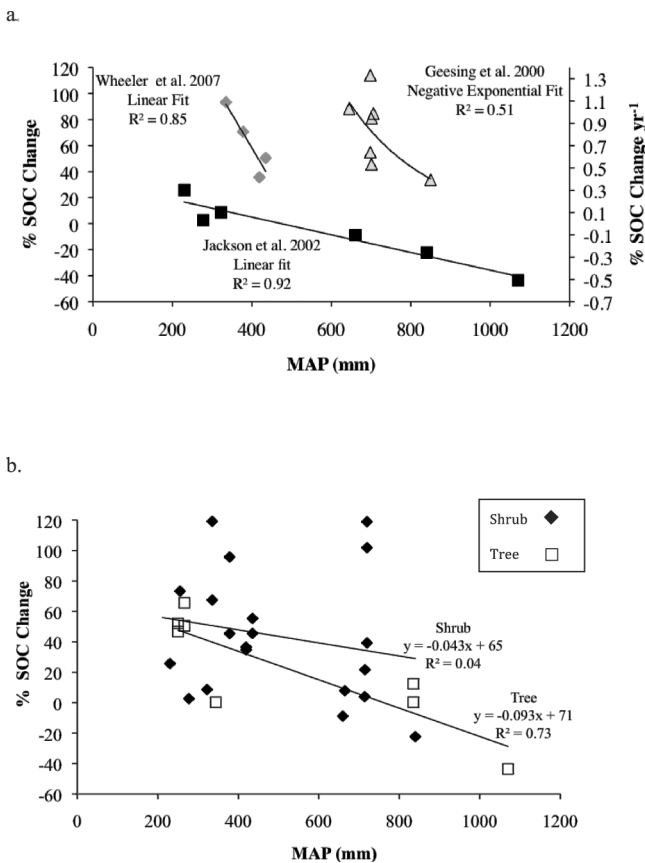 a.
Wheeler et al. 2007
Linear Fit
R² = 0.85
Geesing et al. 2000
Negative Exponential Fit
R² = 0.51
Jackson et al. 2002
Linear fit
R² = 0.92
% SOC Change
120
100
80
60
40
20
0
-20
-40
-60
% SOC Change yr⁻¹
1.3
1.1
0.9
0.7
0.5
0.3
0.1
-0.1
-0.3
-0.5
-0.7
0 200 400 600 800 1000 1200
MAP (mm)
b.
Shrub
Tree
% SOC Change
120
100
80
60
40
20
0
-20
-40
-60
Shrub
y = -0.043x + 65
R² = 0.04
Tree
y = -0.093x + 71
R² = 0.73
0 200 400 600 800 1000 1200
MAP (mm)